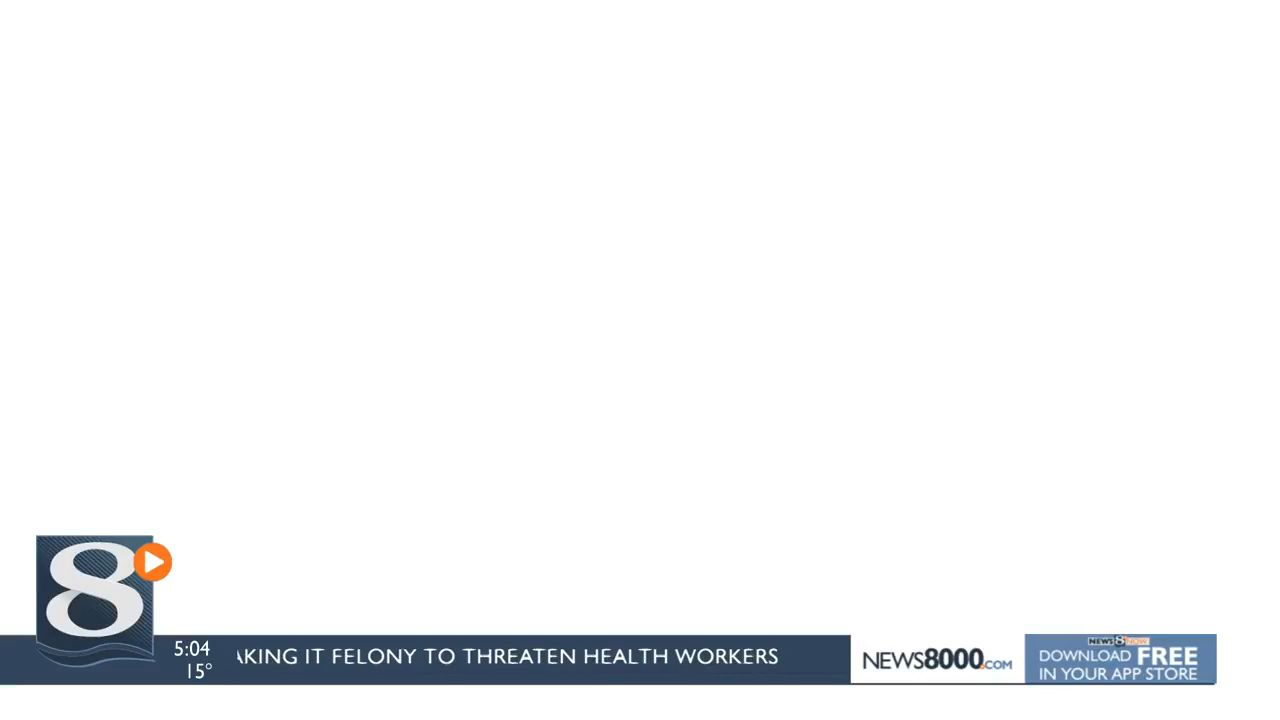 8
5:04
15°
AKING IT FELONY TO THREATEN HEALTH WORKERS
NEWS8000.COM
NEWS 8 NOW
DOWNLOAD FREE
IN YOUR APP STORE